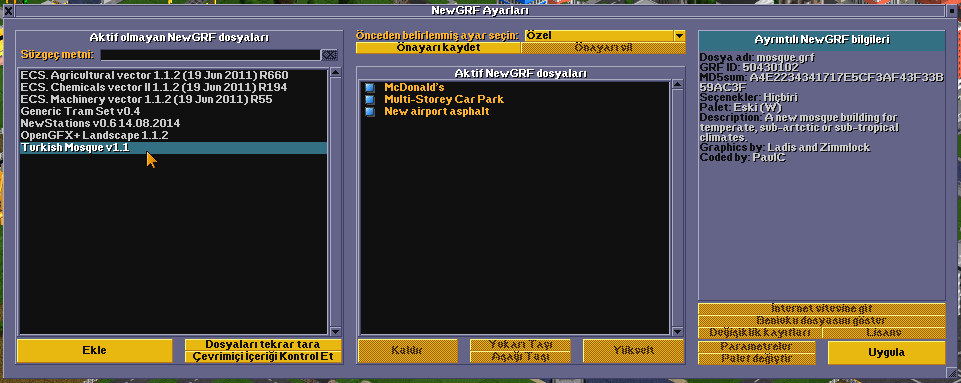 NewGRF Ayarları
Aktif olmayan NewGRF dosyaları
Süzgeç metni:
ECS. Agricultural vector 1.1.2 (19 Jun 2011) R660
ECS. Chemicals vector II 1.1.2 (19 Jun 2011) R194
ECS. Machinery vector 1.1.2 (19 Jun 2011) R55
Generic Tram Set v0.4
NewStations v0.6 14.08.2014
OpenGFX+ Landscape 1.1.2
Turkish Mosque v1.1
Ekle
Dosyaları tekrar tara
Çevrimiçi İçeriği Kontrol Et
Önceden belirlenmiş ayar seçin: Özel
Önayarı kaydet
Önayarı sil
Aktif NewGRF dosyaları
McDonald's
Multi-Storey Car Park
New airport asphalt
Kaldır
Yukarı Taşı
Aşağı Taşı
Yükselt
Ayrıntılı NewGRF bilgileri
Dosya adı: mosque.grf
GRF ID: 50430102
MD5sum: A4E2234341717E5CF3AF43F33B
59AC3F
Seçenekler: Hiçbiri
Palet: Eski (W)
Description: A new mosque building for
temperate, sub-artctic or sub-tropical
climates.
Graphics by: Ladis and Zimmlock
Coded by: PaulC
İnternet sitesine git
Benioku dosyasını göster
Değişiklik kayıtları
Lisans
Parametreler
Palet değiştir
Uygula